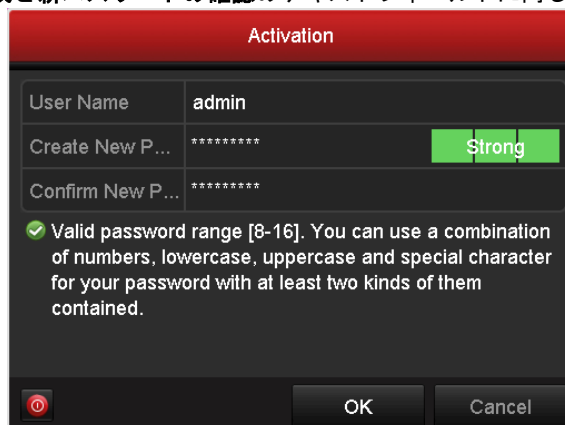 Activation
User Name admin
Create New P... ********* Strong
Confirm New P... *********
Valid password range [8-16]. You can use a combination
of numbers, lowercase, uppercase and special character
for your password with at least two kinds of them
contained.
OK Cancel